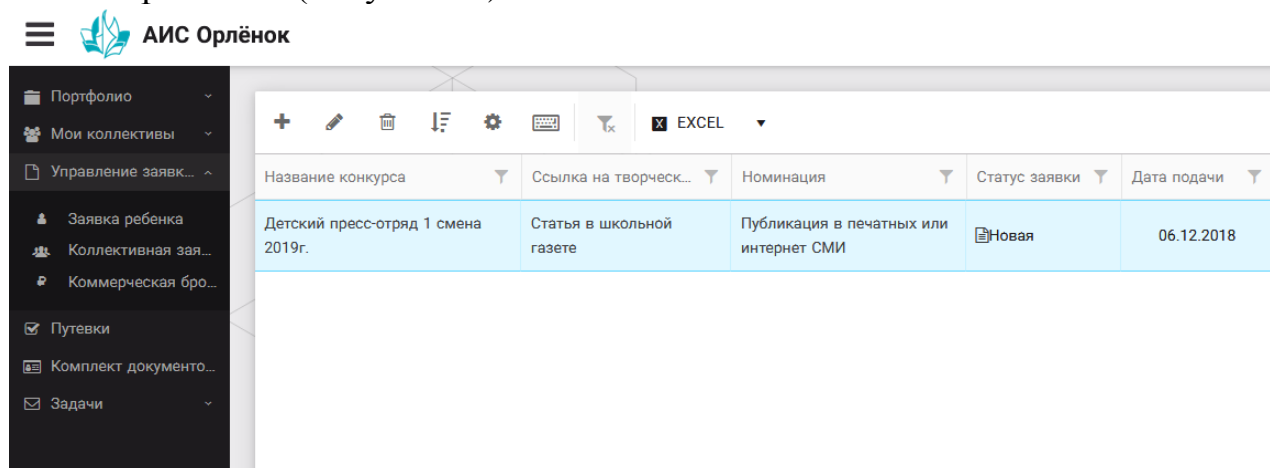 АИС Орлёнок
Портфолио
Мои коллективы
Управление заявк...
Заявка ребенка
Коллективная зая...
Коммерческая бро...
Путевки
Комплект документо...
Задачи
EXCEL
Название конкурса
Ссылка на творческ...
Номинация
Статус заявки
Дата подачи
Детский пресс-отряд 1 смена
2019г.
Статья в школьной
газете
Публикация в печатных или
интернет СМИ
Новая
06.12.2018